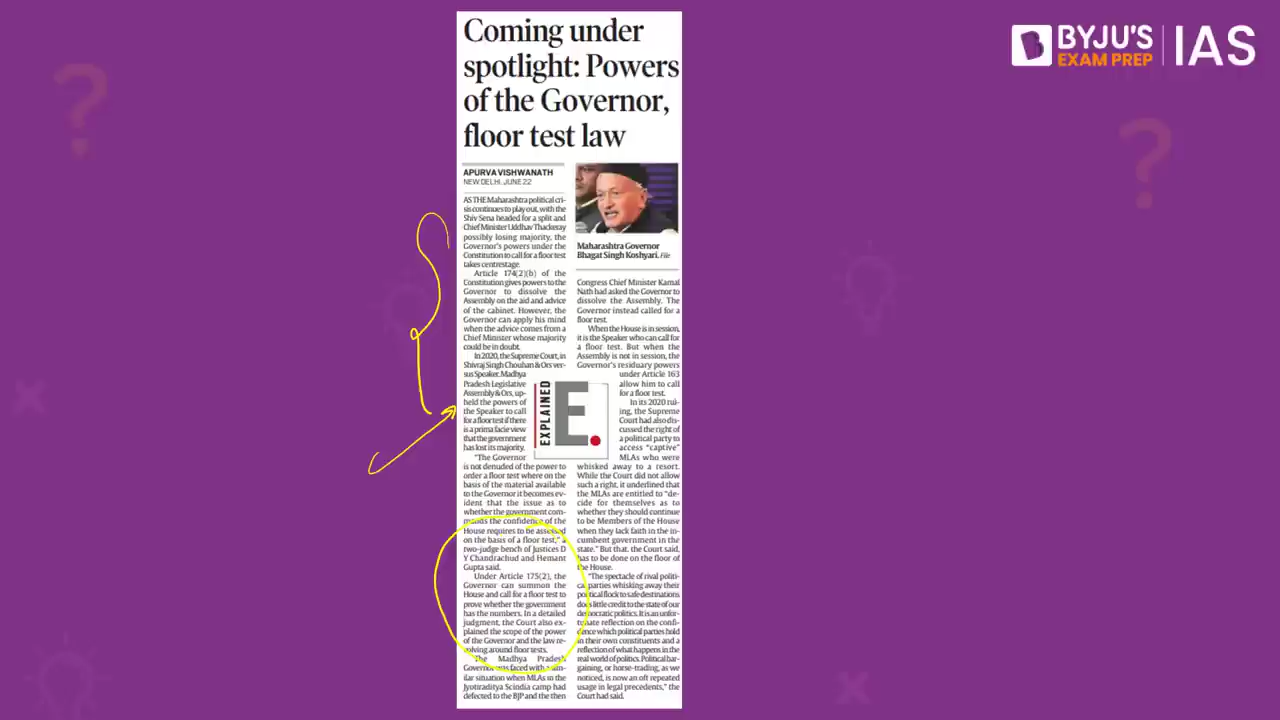 Coming under
spotlight: Powers
of the Governor,
floor test law
APURVA VISHWANATH
NEW DELHI, JUNE 22
AS THE Maharashtra political cri-
sis continues to play out, with the
Shiv Sena headed for a split and
Chief Minister Uddhav Thackeray
possibly losing majority, the
Governor's powers under the
Constitution to call for a floor test
takes centrestage.
Article 174(2)(b) of the
Constitution gives powers to the
Governor to dissolve the
Assembly on the aid and advice
of the cabinet. However, the
Governor can apply his mind
when the advice comes from a
Chief Minister whose majority
could be in doubt.
In 2020, the Supreme Court, in
Shivraj Singh Chouhan & Ors ver-
sus Speaker, Madhya
Pradesh Legislative
Assembly & Ors, up-
held the powers of
the Speaker to call
for a floor test if there
is a prima facie view
that the government
has lost its majority.
"The Governor
is not denuded of the power to
order a floor test where on the
basis of the material available
to the Governor it becomes ev-
ident that the issue as to
whether the government com-
mands the confidence of the
House requires to be assessed
on the basis of a floor test," a
two-judge bench of Justices D
Y Chandrachud and Hemant
Gupta said.
Under Article 175(2), the
Governor can summon the
House and call for a floor test to
prove whether the government
has the numbers. In a detailed
judgment, the Court also ex-
plained the scope of the power
of the Governor and the law re-
volving around floor tests.
The Madhya Pradesh
Governor was faced with a sim-
ilar situation when MLAs in the
Jyotiraditya Scindia camp had
defected to the BJP and the then
Maharashtra Governor
Bhagat Singh Koshyari. File
Congress Chief Minister Kamal
Nath had asked the Governor to
dissolve the Assembly. The
Governor instead called for a
floor test.
When the House is in session,
it is the Speaker who can call for
a floor test. But when the
Assembly is not in session, the
Governor's residuary powers
under Article 163
allow him to call
for a floor test.
In its 2020 rul-
ing, the Supreme
Court had also dis-
cussed the right of
a political party to
access "captive"
MLAs who were
whisked away to a resort.
While the Court did not allow
such a right, it underlined that
the MLAs are entitled to "de-
cide for themselves as to
whether they should continue
to be Members of the House
when they lack faith in the in-
cumbent government in the
state." But that, the Court said,
has to be done on the floor of
the House.
"The spectacle of rival politi-
cal parties whisking away their
political flock to safe destinations
does little credit to the state of our
democratic politics. It is an unfor-
tunate reflection on the confi-
dence which political parties hold
in their own constituents and a
reflection of what happens in the
real world of politics. Political bar-
gaining, or horse-trading, as we
noticed, is now an oft repeated
usage in legal precedents," the
Court had said.
EXPLAINED
E.
BYJU'S
EXAM PREP
IAS